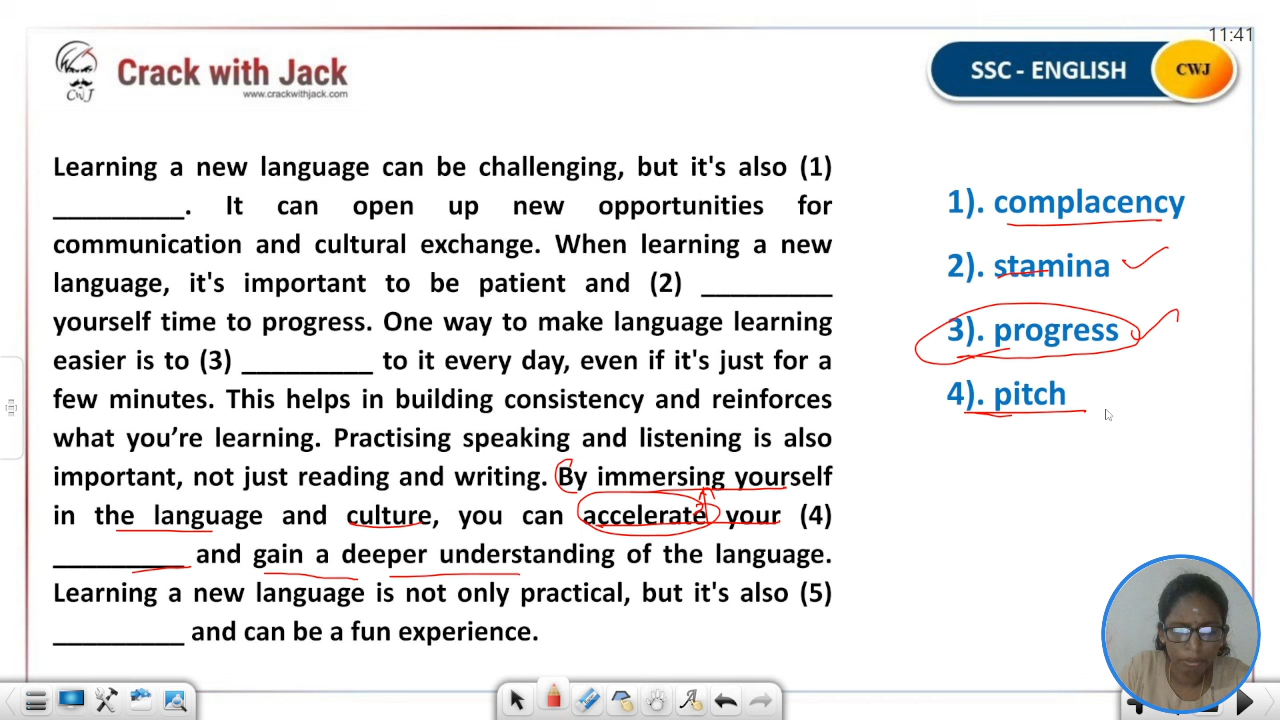 11:41
Crack with Jack
www.crackwithjack.com
CWJ
SSC - ENGLISH
CWJ
Learning a new language can be challenging, but it's also (1)
_________. It can open up new opportunities for
communication and cultural exchange. When learning a new
language, it's important to be patient and (2) _________
yourself time to progress. One way to make language learning
easier is to (3) _________ to it every day, even if it's just for a
few minutes. This helps in building consistency and reinforces
what you’re learning. Practising speaking and listening is also
important, not just reading and writing. By immersing yourself
in the language and culture, you can accelerate your (4)
_________ and gain a deeper understanding of the language.
Learning a new language is not only practical, but it's also (5)
_________ and can be a fun experience.
1). complacency
2). stamina
3). progress
4). pitch